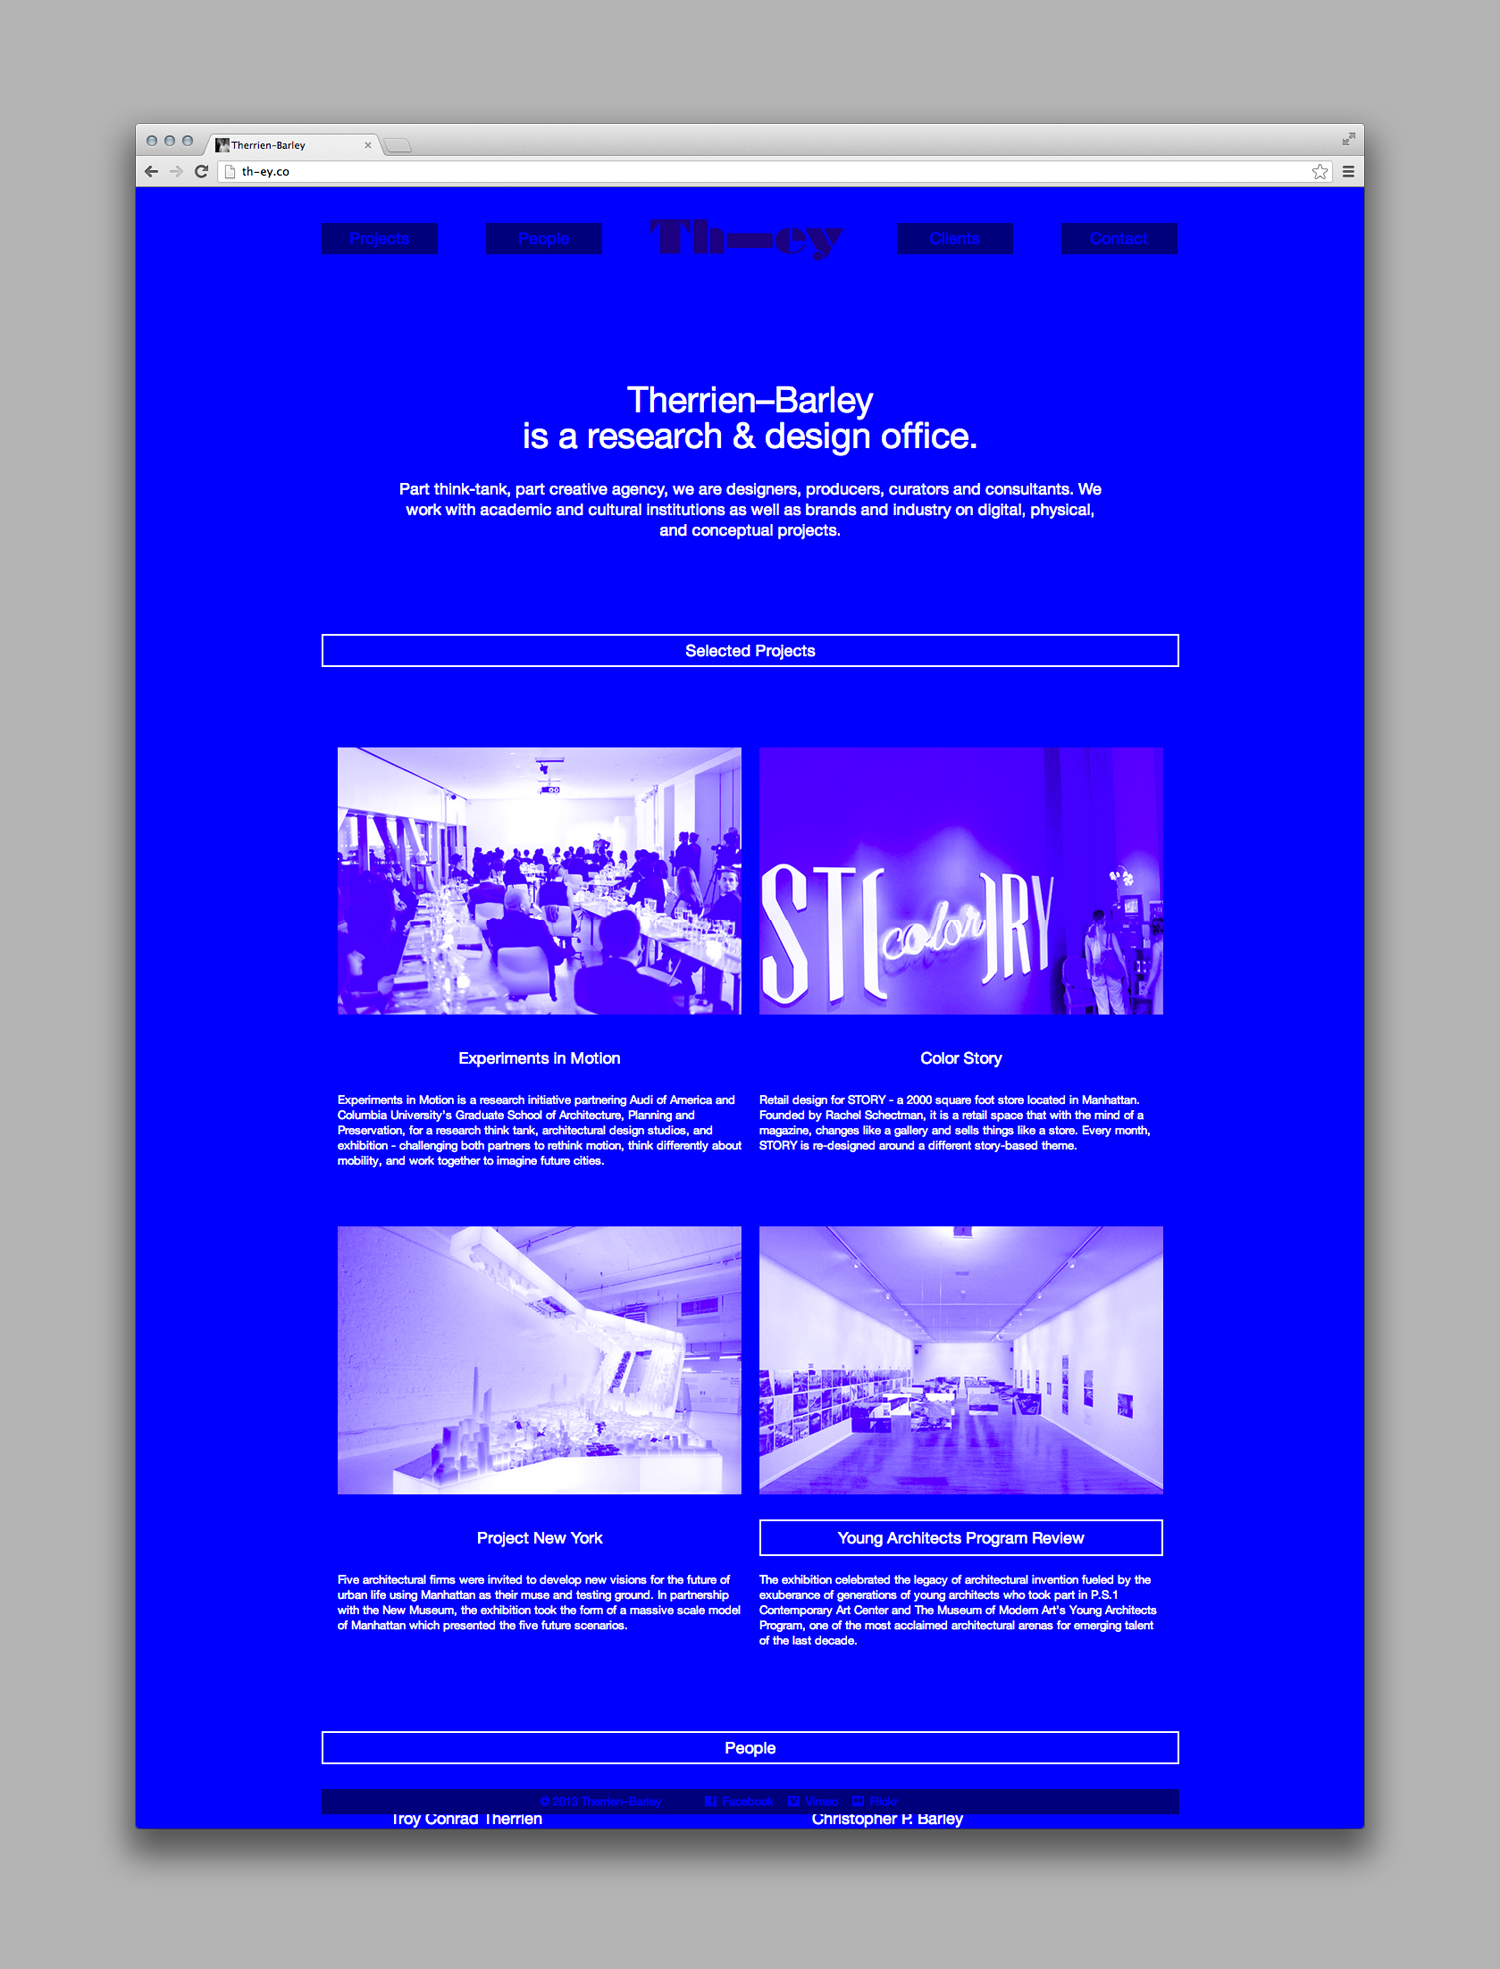 Therrien–Barley
th-ey.co
Projects
People
Th—ey
Clients
Contact
Therrien–Barley
is a research & design office.
Part think-tank, part creative agency, we are designers, producers, curators and consultants. We
work with academic and cultural institutions as well as brands and industry on digital, physical,
and conceptual projects.
Selected Projects
ST[color]RY
Experiments in Motion
Experiments in Motion is a research initiative partnering Audi of America and
Columbia University's Graduate School of Architecture, Planning and
Preservation, for a research think tank, architectural design studios, and
exhibition - challenging both partners to rethink motion, think differently about
mobility, and work together to imagine future cities.
Color Story
Retail design for STORY - a 2000 square foot store located in Manhattan.
Founded by Rachel Schectman, it is a retail space that with the mind of a
magazine, changes like a gallery and sells things like a store. Every month,
STORY is re-designed around a different story-based theme.
Project New York
Five architectural firms were invited to develop new visions for the future of
urban life using Manhattan as their muse and testing ground. In partnership
with the New Museum, the exhibition took the form of a massive scale model
of Manhattan which presented the five future scenarios.
Young Architects Program Review
The exhibition celebrated the legacy of architectural invention fueled by the
exuberance of generations of young architects who took part in P.S.1
Contemporary Art Center and The Museum of Modern Art's Young Architects
Program, one of the most acclaimed architectural arenas for emerging talent
of the last decade.
People
© 2013 Therrien–Barley
Facebook
Vimeo
Flickr
Troy Conrad Therrien
Christopher P. Barley